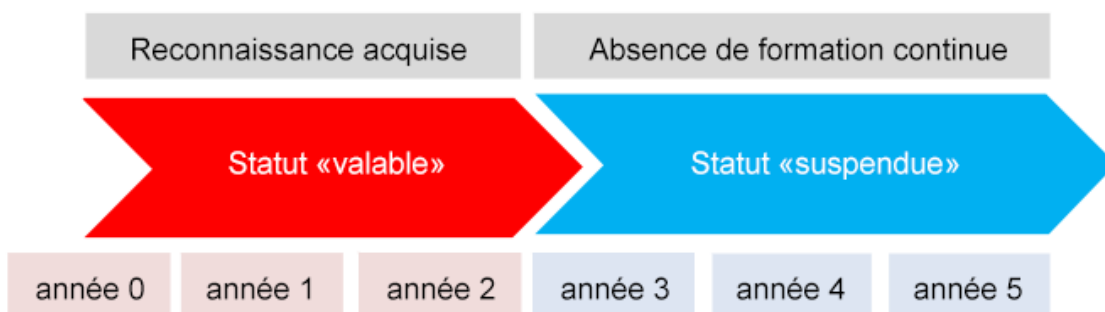 Reconnaissance acquise
Absence de formation continue
Statut «valable»
Statut «suspendue»
année 0
année 1
année 2
année 3
année 4
année 5